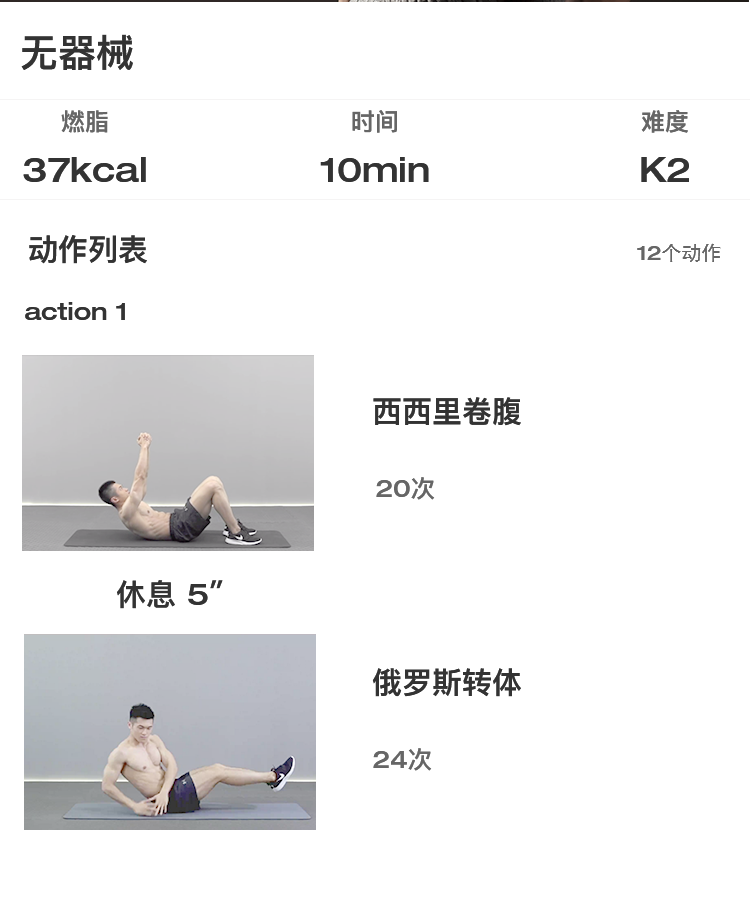 无器械
燃脂 时间 难度
37kcal 10min K2
动作列表 12个动作
action 1
西西里卷腹
20次
休息 5″
俄罗斯转体
24次